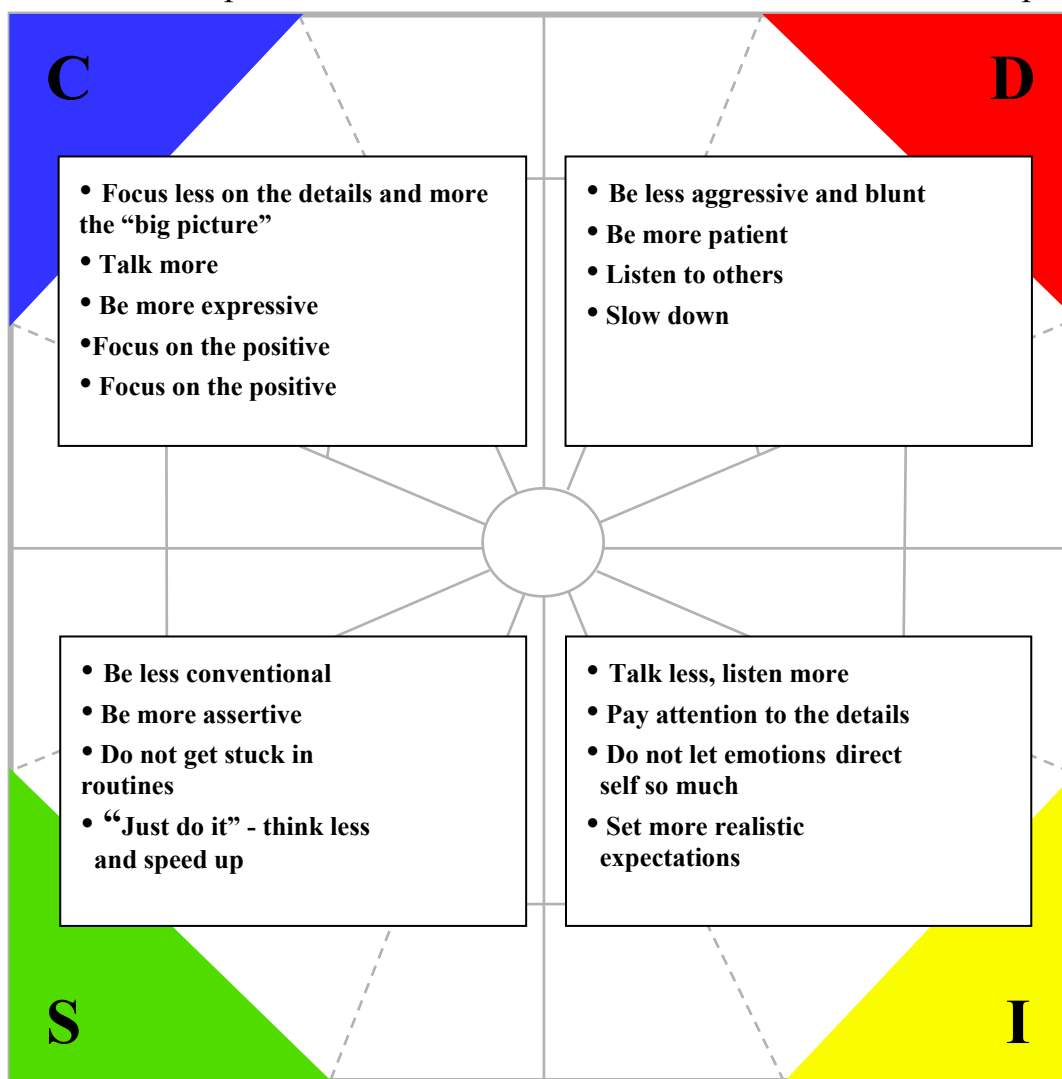 C
D
• Focus less on the details and more
the “big picture”
• Talk more
• Be more expressive
•Focus on the positive
• Focus on the positive
• Be less aggressive and blunt
• Be more patient
• Listen to others
• Slow down
• Be less conventional
• Be more assertive
• Do not get stuck in
routines
• “Just do it” - think less
and speed up
• Talk less, listen more
• Pay attention to the details
• Do not let emotions direct
self so much
• Set more realistic
expectations
S
I